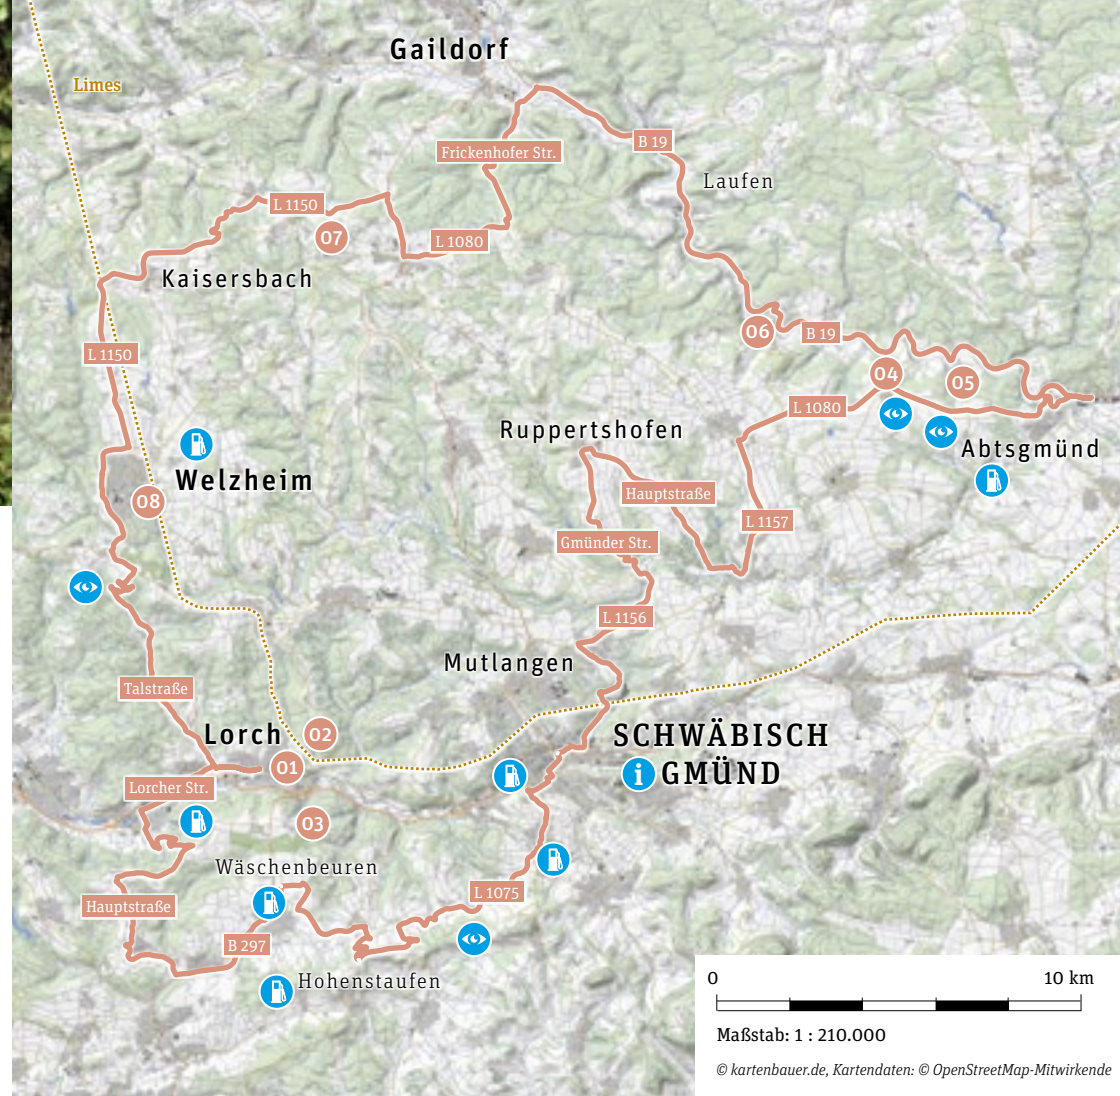 Gaildorf
Limes
B 19
Frickenhofer Str.
Laufen
L 1150
07
L 1080
Kaisersbach
06
B 19
L 1150
04
05
L 1080
Ruppertshofen
Abtsgmünd
Welzheim
Hauptstraße
08
L 1157
Gmünder Str.
L 1156
Mutlangen
Talstraße
Lorch
02
SCHWÄBISCH
GMÜND
01
i
Lorcher Str.
03
Wäschenbeuren
L 1075
Hauptstraße
B 297
Hohenstaufen
0 10 km
Maßstab: 1 : 210.000
© kartenbauer.de, Kartendaten: © OpenStreetMap-Mitwirkende